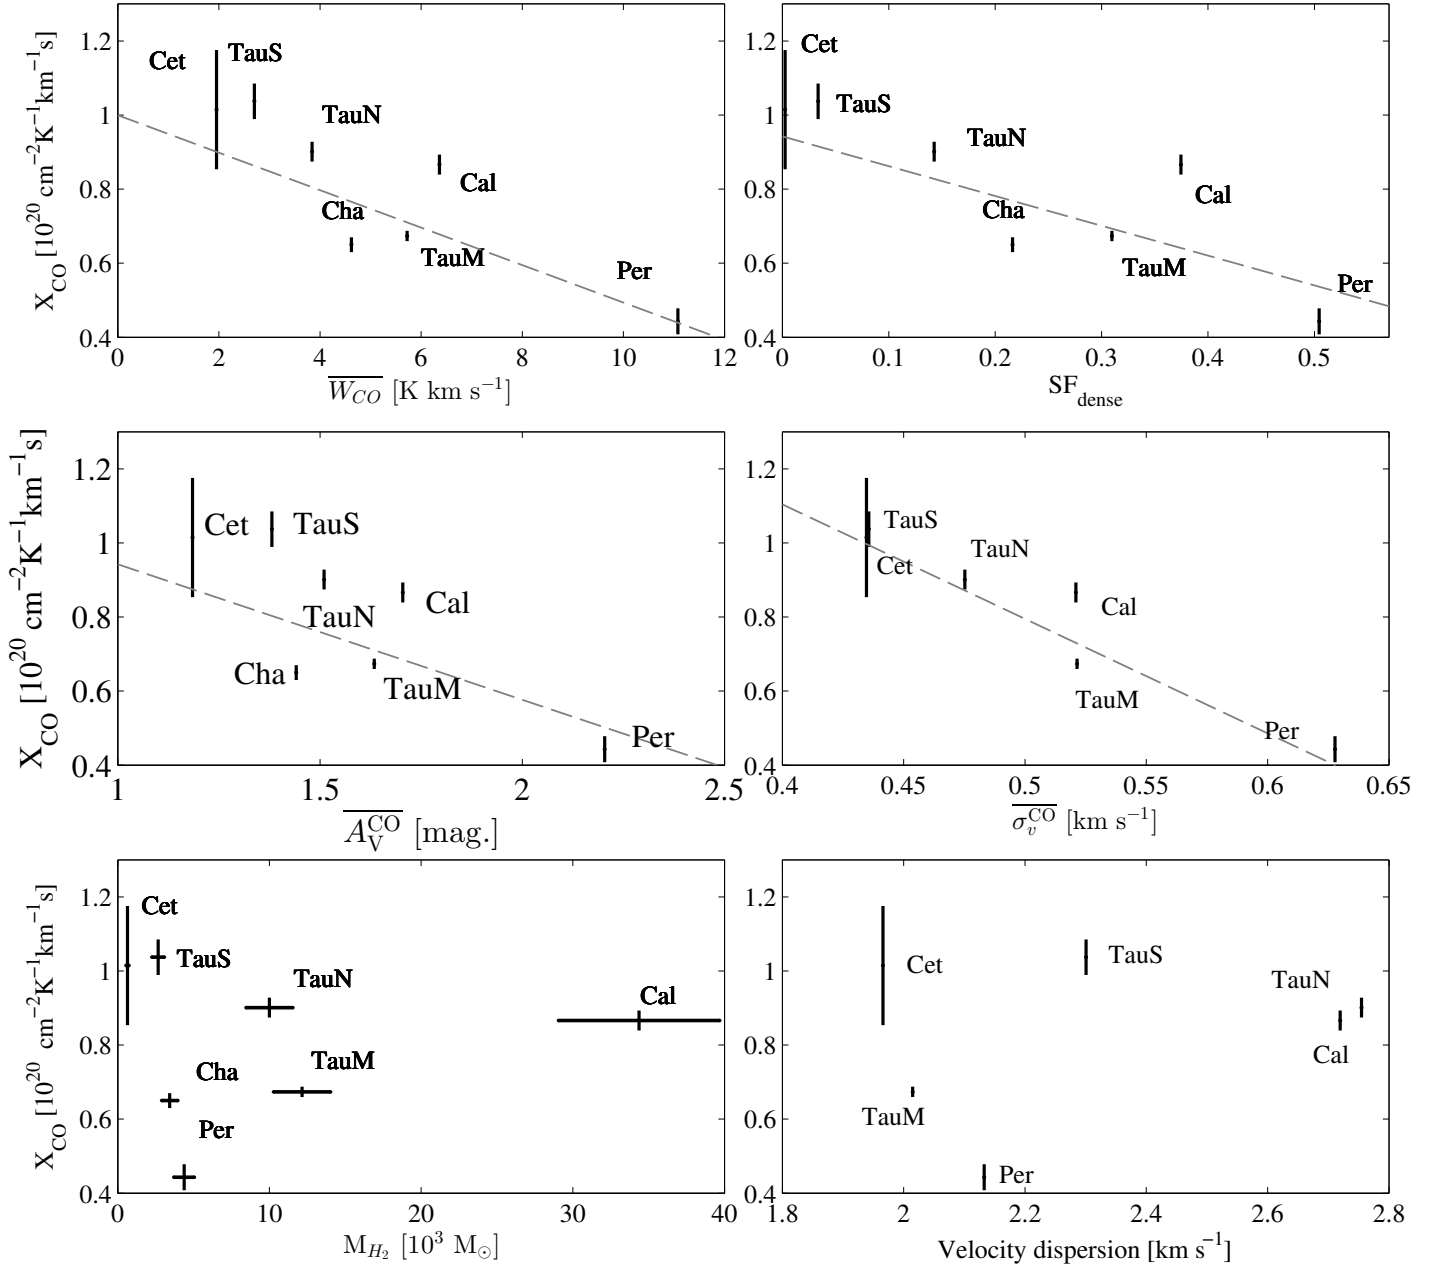 X_CO [10^20 cm^−2 K^−1 km^−1 s]
1.2
1
0.8
0.6
0.4
Cet
TauS
TauN
Cal
Cha
TauM
Per
0 2 4 6 8 10 12
W_CO [K km s^−1]
1.2
1
0.8
0.6
0.4
Cet
TauS
TauN
Cal
Cha
TauM
Per
0 0.1 0.2 0.3 0.4 0.5
SF_dense
X_CO [10^20 cm^−2 K^−1 km^−1 s]
1.2
1
0.8
0.6
0.4
Cet
TauS
TauN
Cal
Cha
TauM
Per
1 1.5 2 2.5
A_V^CO [mag.]
1.2
1
0.8
0.6
0.4
TauS
TauN
Cet
Cal
TauM
Per
0.4 0.45 0.5 0.55 0.6 0.65
σ_v^CO [km s^−1]
X_CO [10^20 cm^−2 K^−1 km^−1 s]
1.2
1
0.8
0.6
0.4
Cet
TauS
TauN
Cal
Cha
TauM
Per
0 10 20 30 40
M_H2 [10^3 M_⊙]
1.2
1
0.8
0.6
0.4
Cet
TauS
TauN
Cal
TauM
Per
1.8 2 2.2 2.4 2.6 2.8
Velocity dispersion [km s^−1]